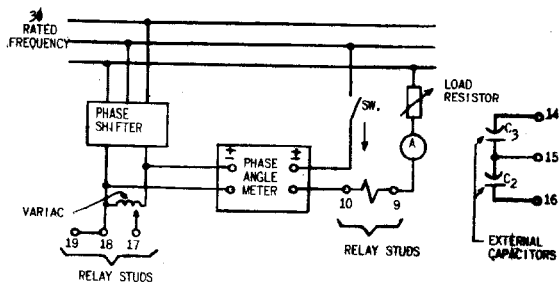 3ϕ
RATED
FREQUENCY
PHASE
SHIFTER
VARIAC
19 18 17
RELAY STUDS
± ±
PHASE
ANGLE
METER
SW.
LOAD
RESISTOR
A
10 9
RELAY STUDS
14
C3
15
C2
16
EXTERNAL
CAPACITORS